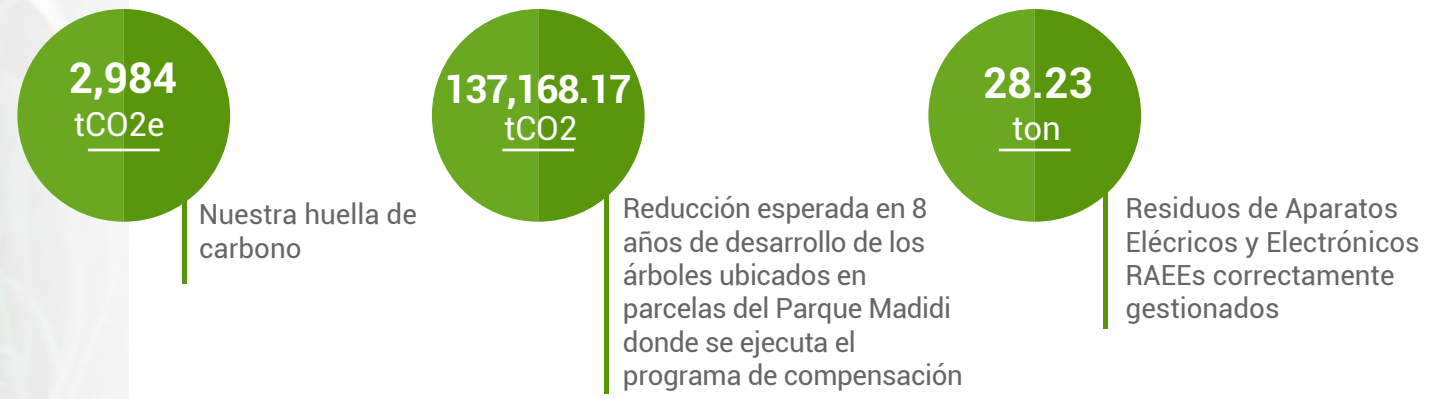 2,984
tCO2e
Nuestra huella de
carbono
137,168.17
tCO2
Reducción esperada en 8
años de desarrollo de los
árboles ubicados en
parcelas del Parque Madidi
donde se ejecuta el
programa de compensación
28.23
ton
Residuos de Aparatos
Elécricos y Electrónicos
RAEEs correctamente
gestionados